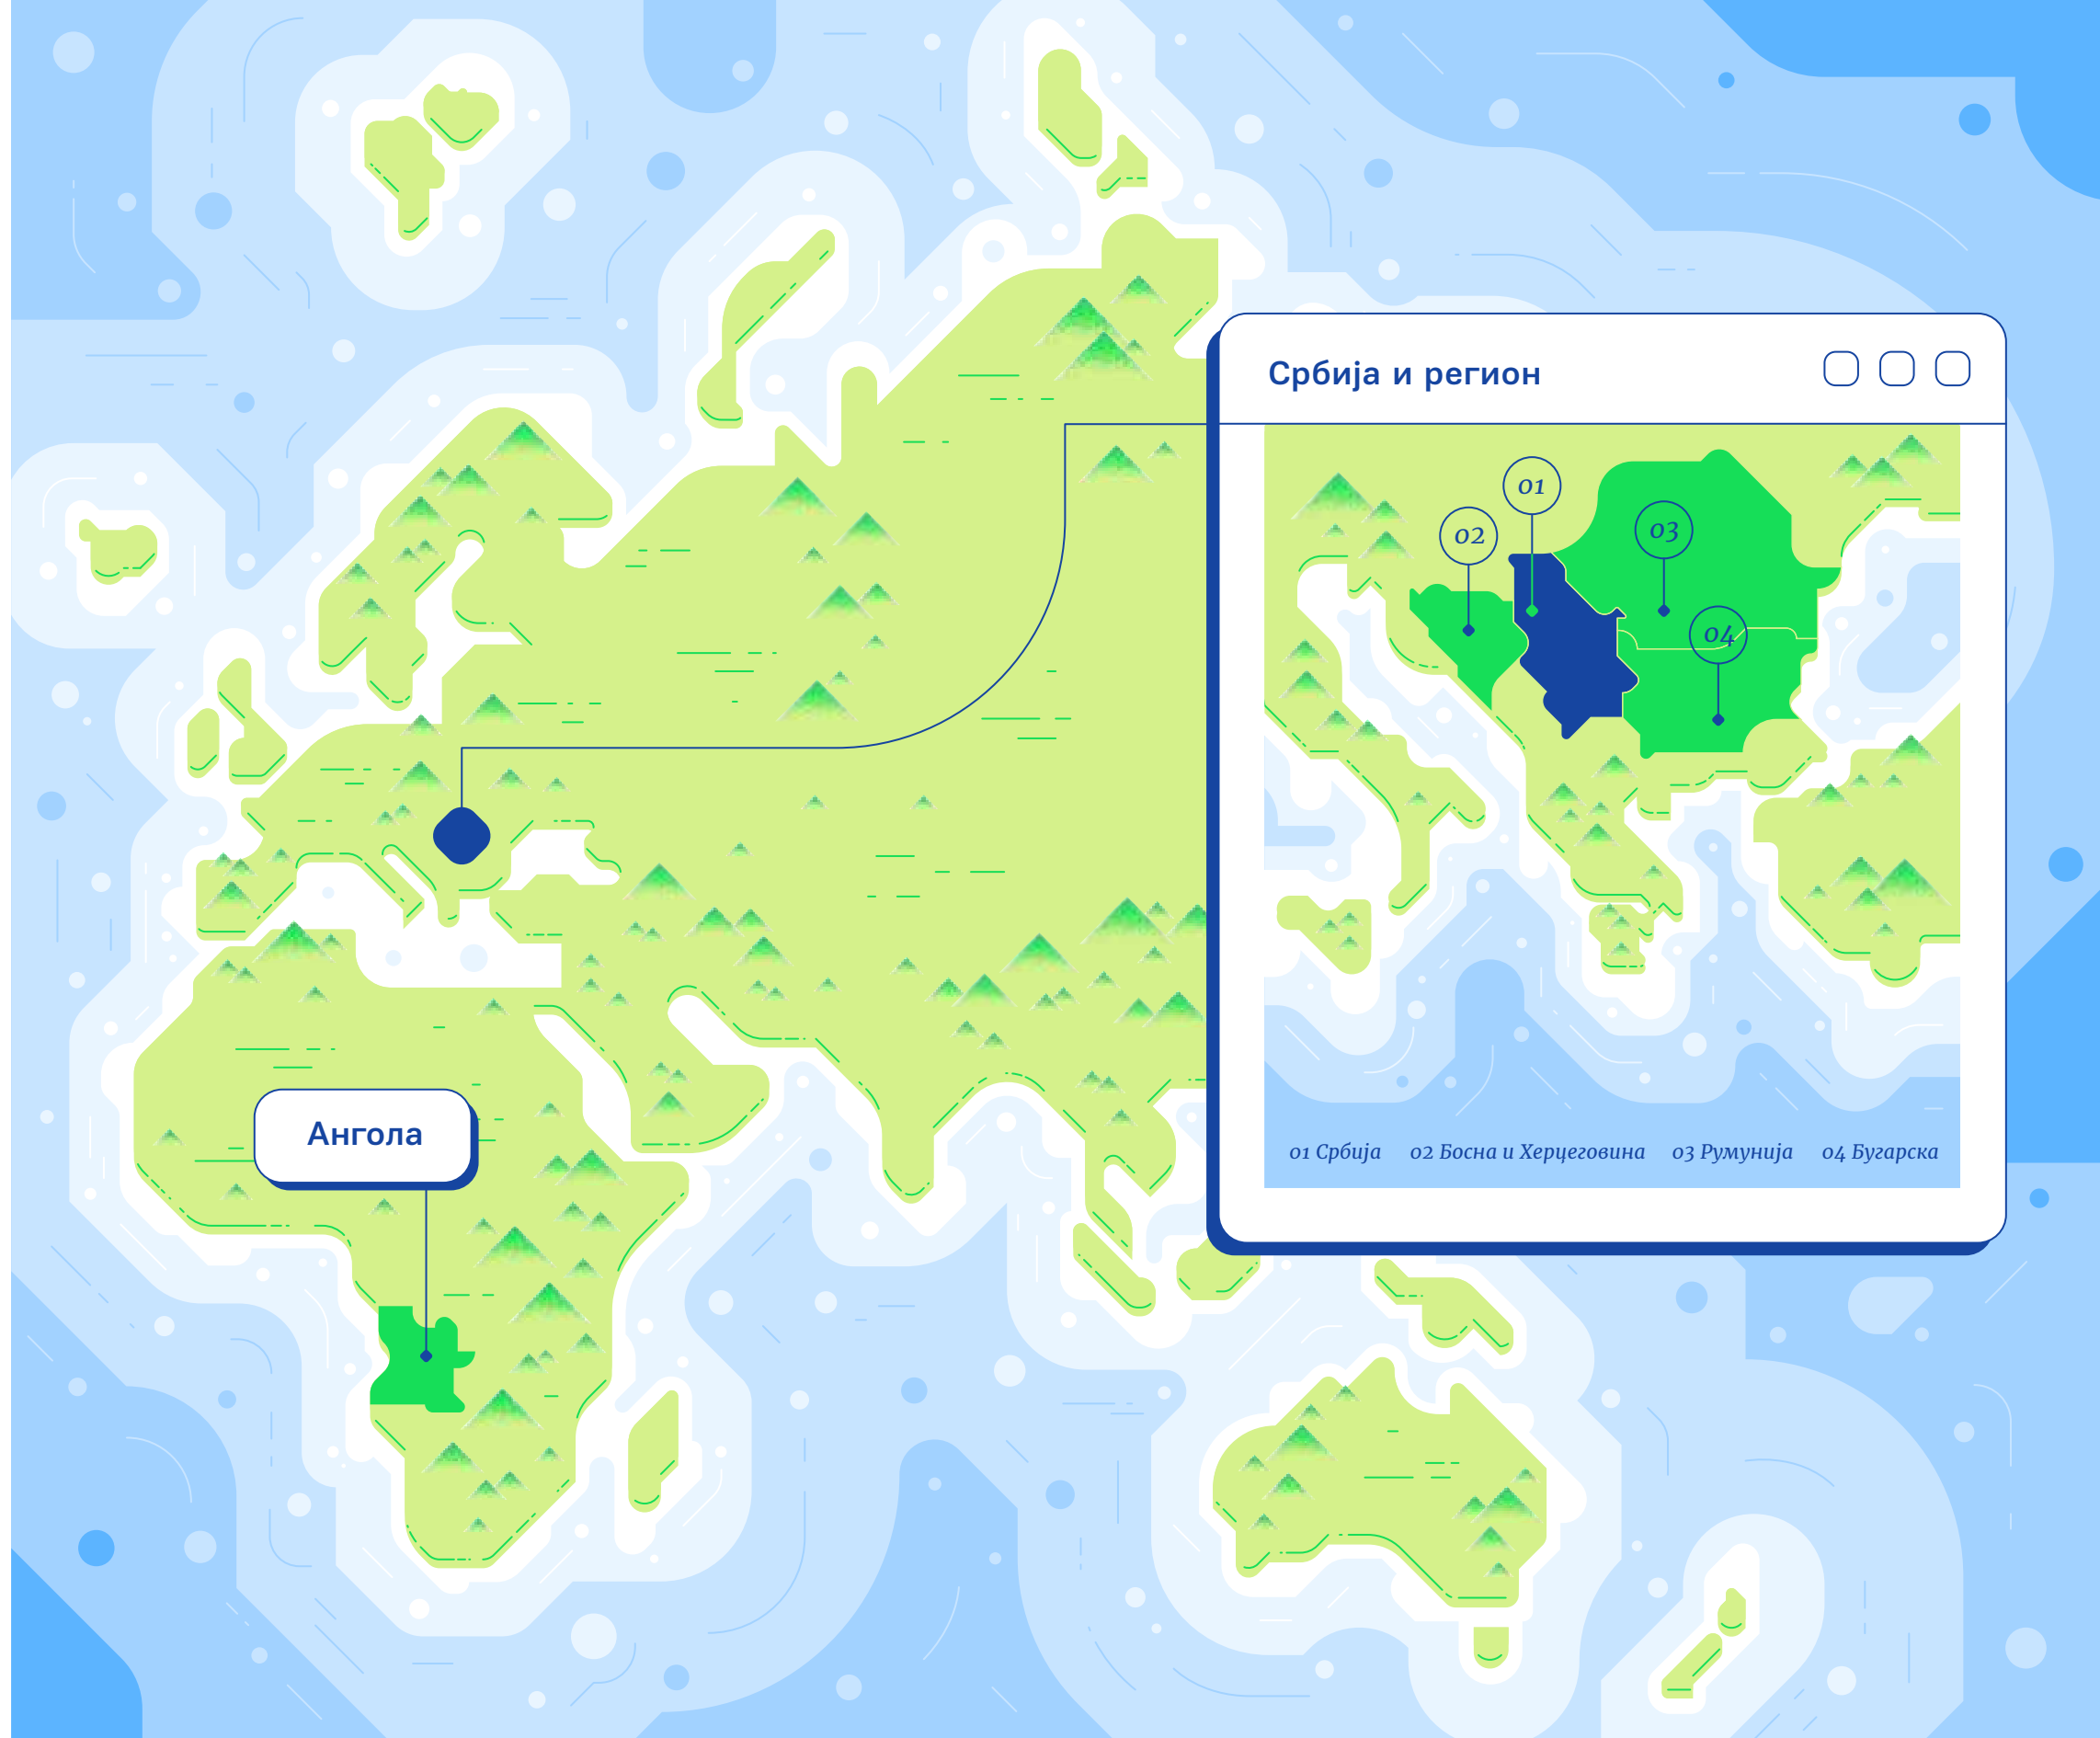 Србија и регион
01
02
03
04
01 Србија 02 Босна и Херцеговина 03 Румунија 04 Бугарска
Ангола